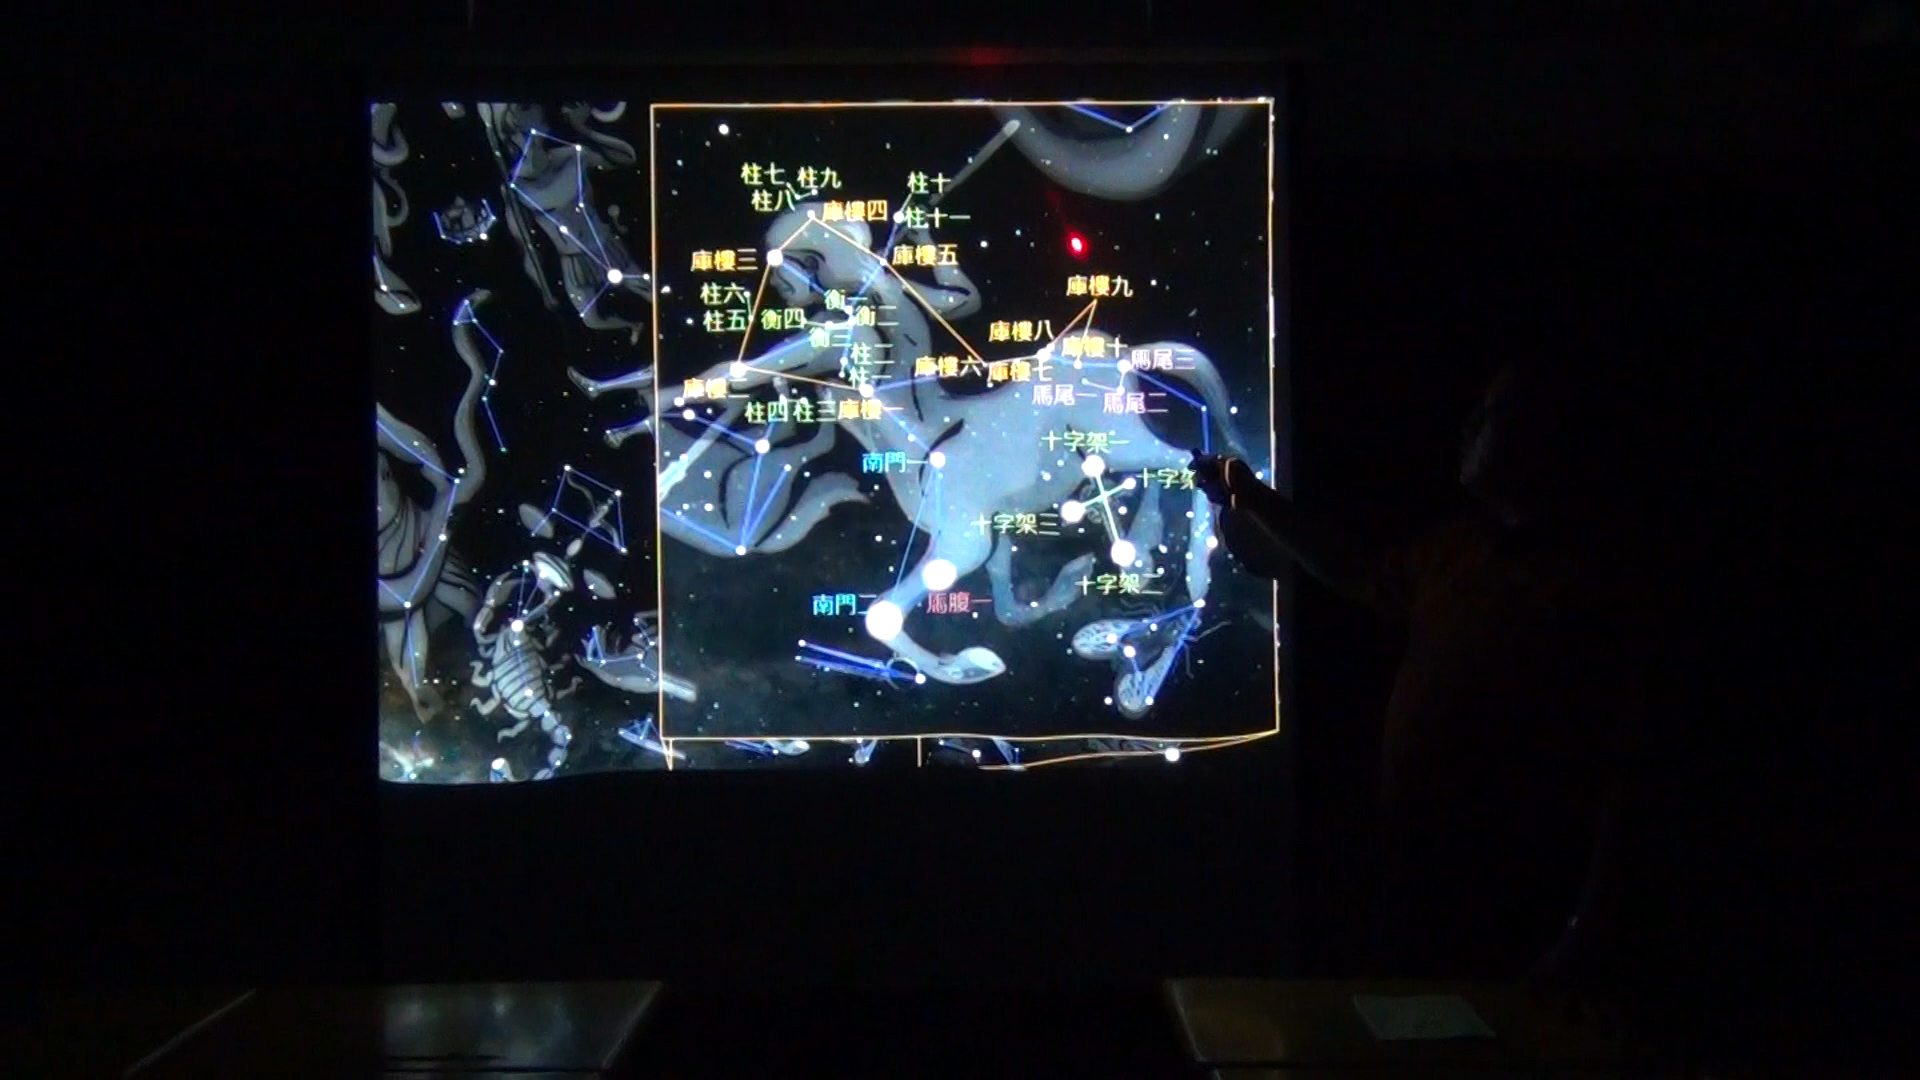 柱七
柱九
柱八
柱十
庫樓四
柱十一
庫樓三
庫樓五
柱六
衡一
庫樓九
柱五
衡四
衡二
衡三
庫樓八
柱二
庫樓十
馬尾三
庫樓六
庫樓七
柱一
庫樓二
馬尾一
馬尾二
柱四
柱三
庫樓一
十字架一
南門一
十字架三
十字架二
南門二
馬腹一